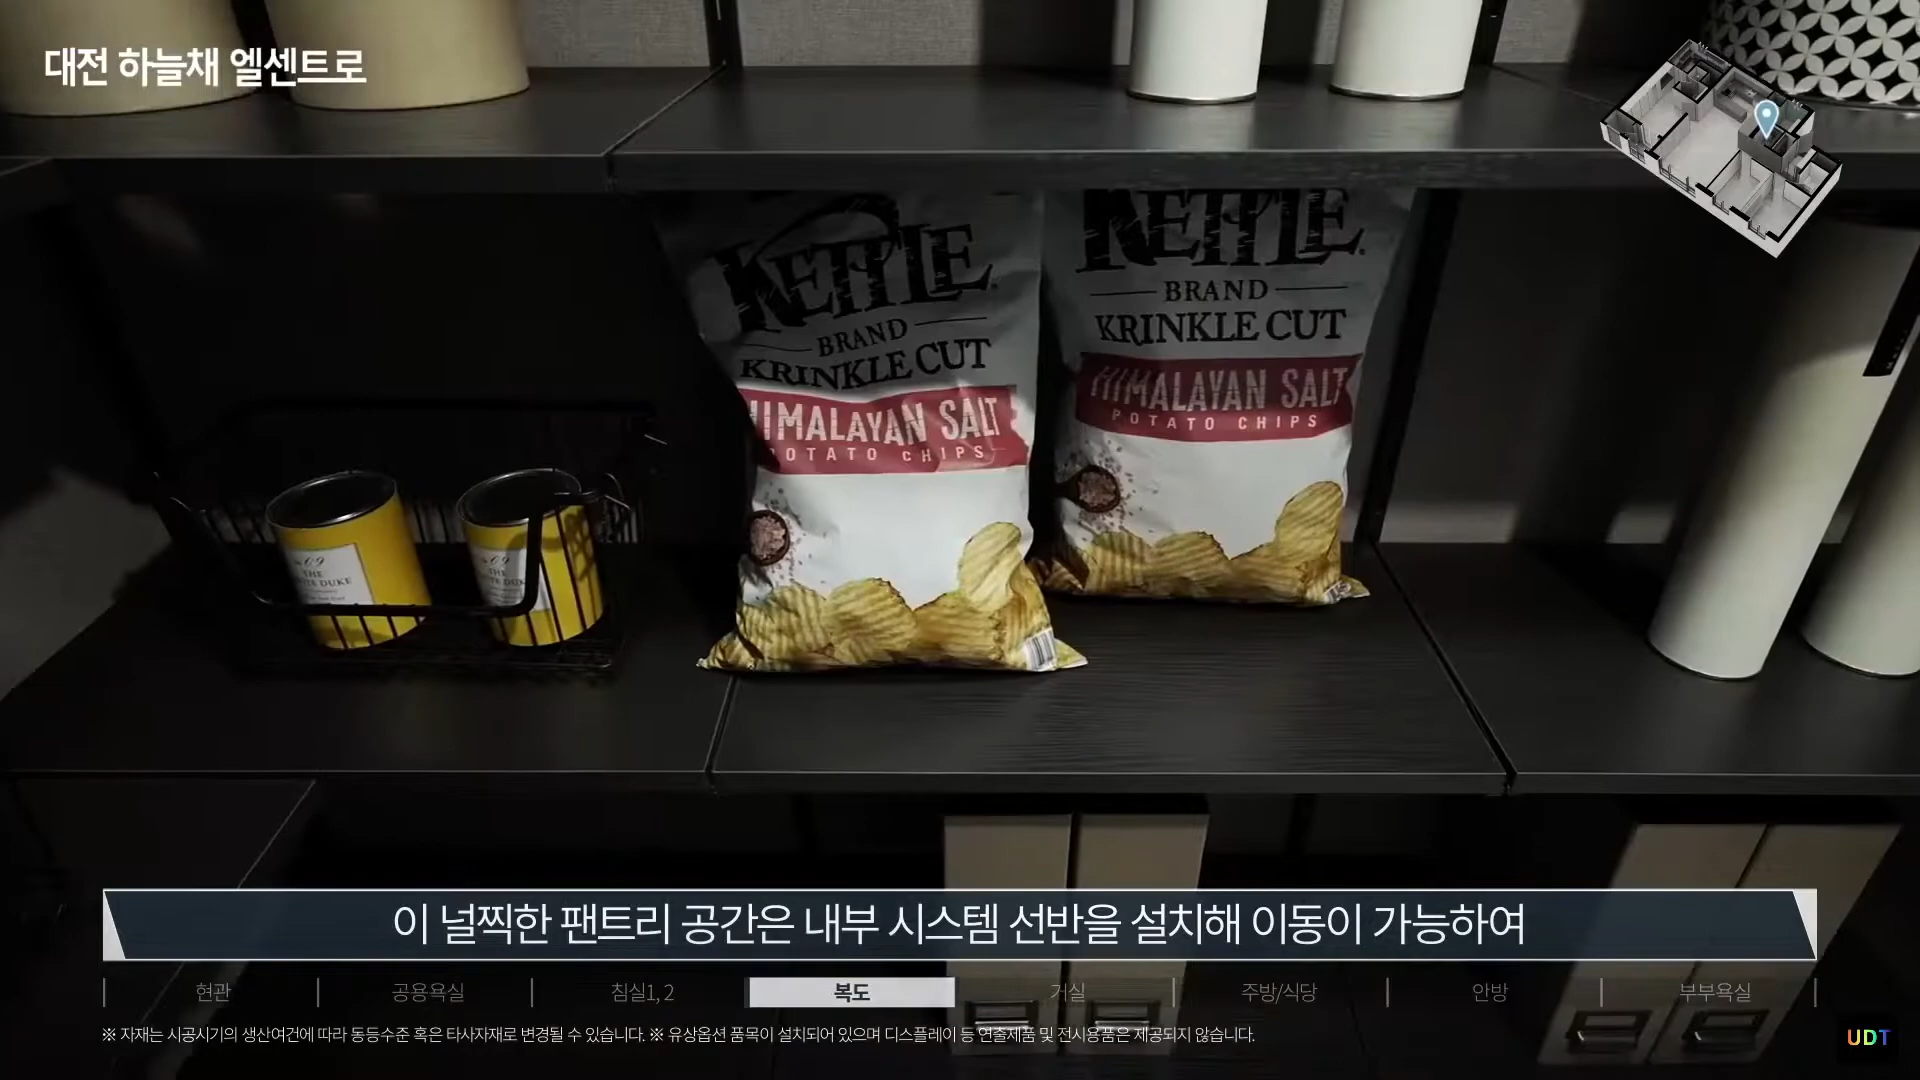 대전 하늘채 엘센트로
KETTLE
BRAND
KRINKLE CUT
HIMALAYAN SALT
POTATO CHIPS
KETTLE
BRAND
KRINKLE CUT
HIMALAYAN SALT
POTATO CHIPS
THE
DUKE
THE
이 널찍한 팬트리 공간은 내부 시스템 선반을 설치해 이동이 가능하여
현관 공용욕실 침실1, 2 복도 거실 주방/식당 안방 부부욕실
※ 자재는 시공시기의 생산여건에 따라 동등수준 혹은 타사자재로 변경될 수 있습니다. ※ 유상옵션 품목이 설치되어 있으며 디스플레이 등 연출제품 및 전시용품은 제공되지 않습니다.
UDT